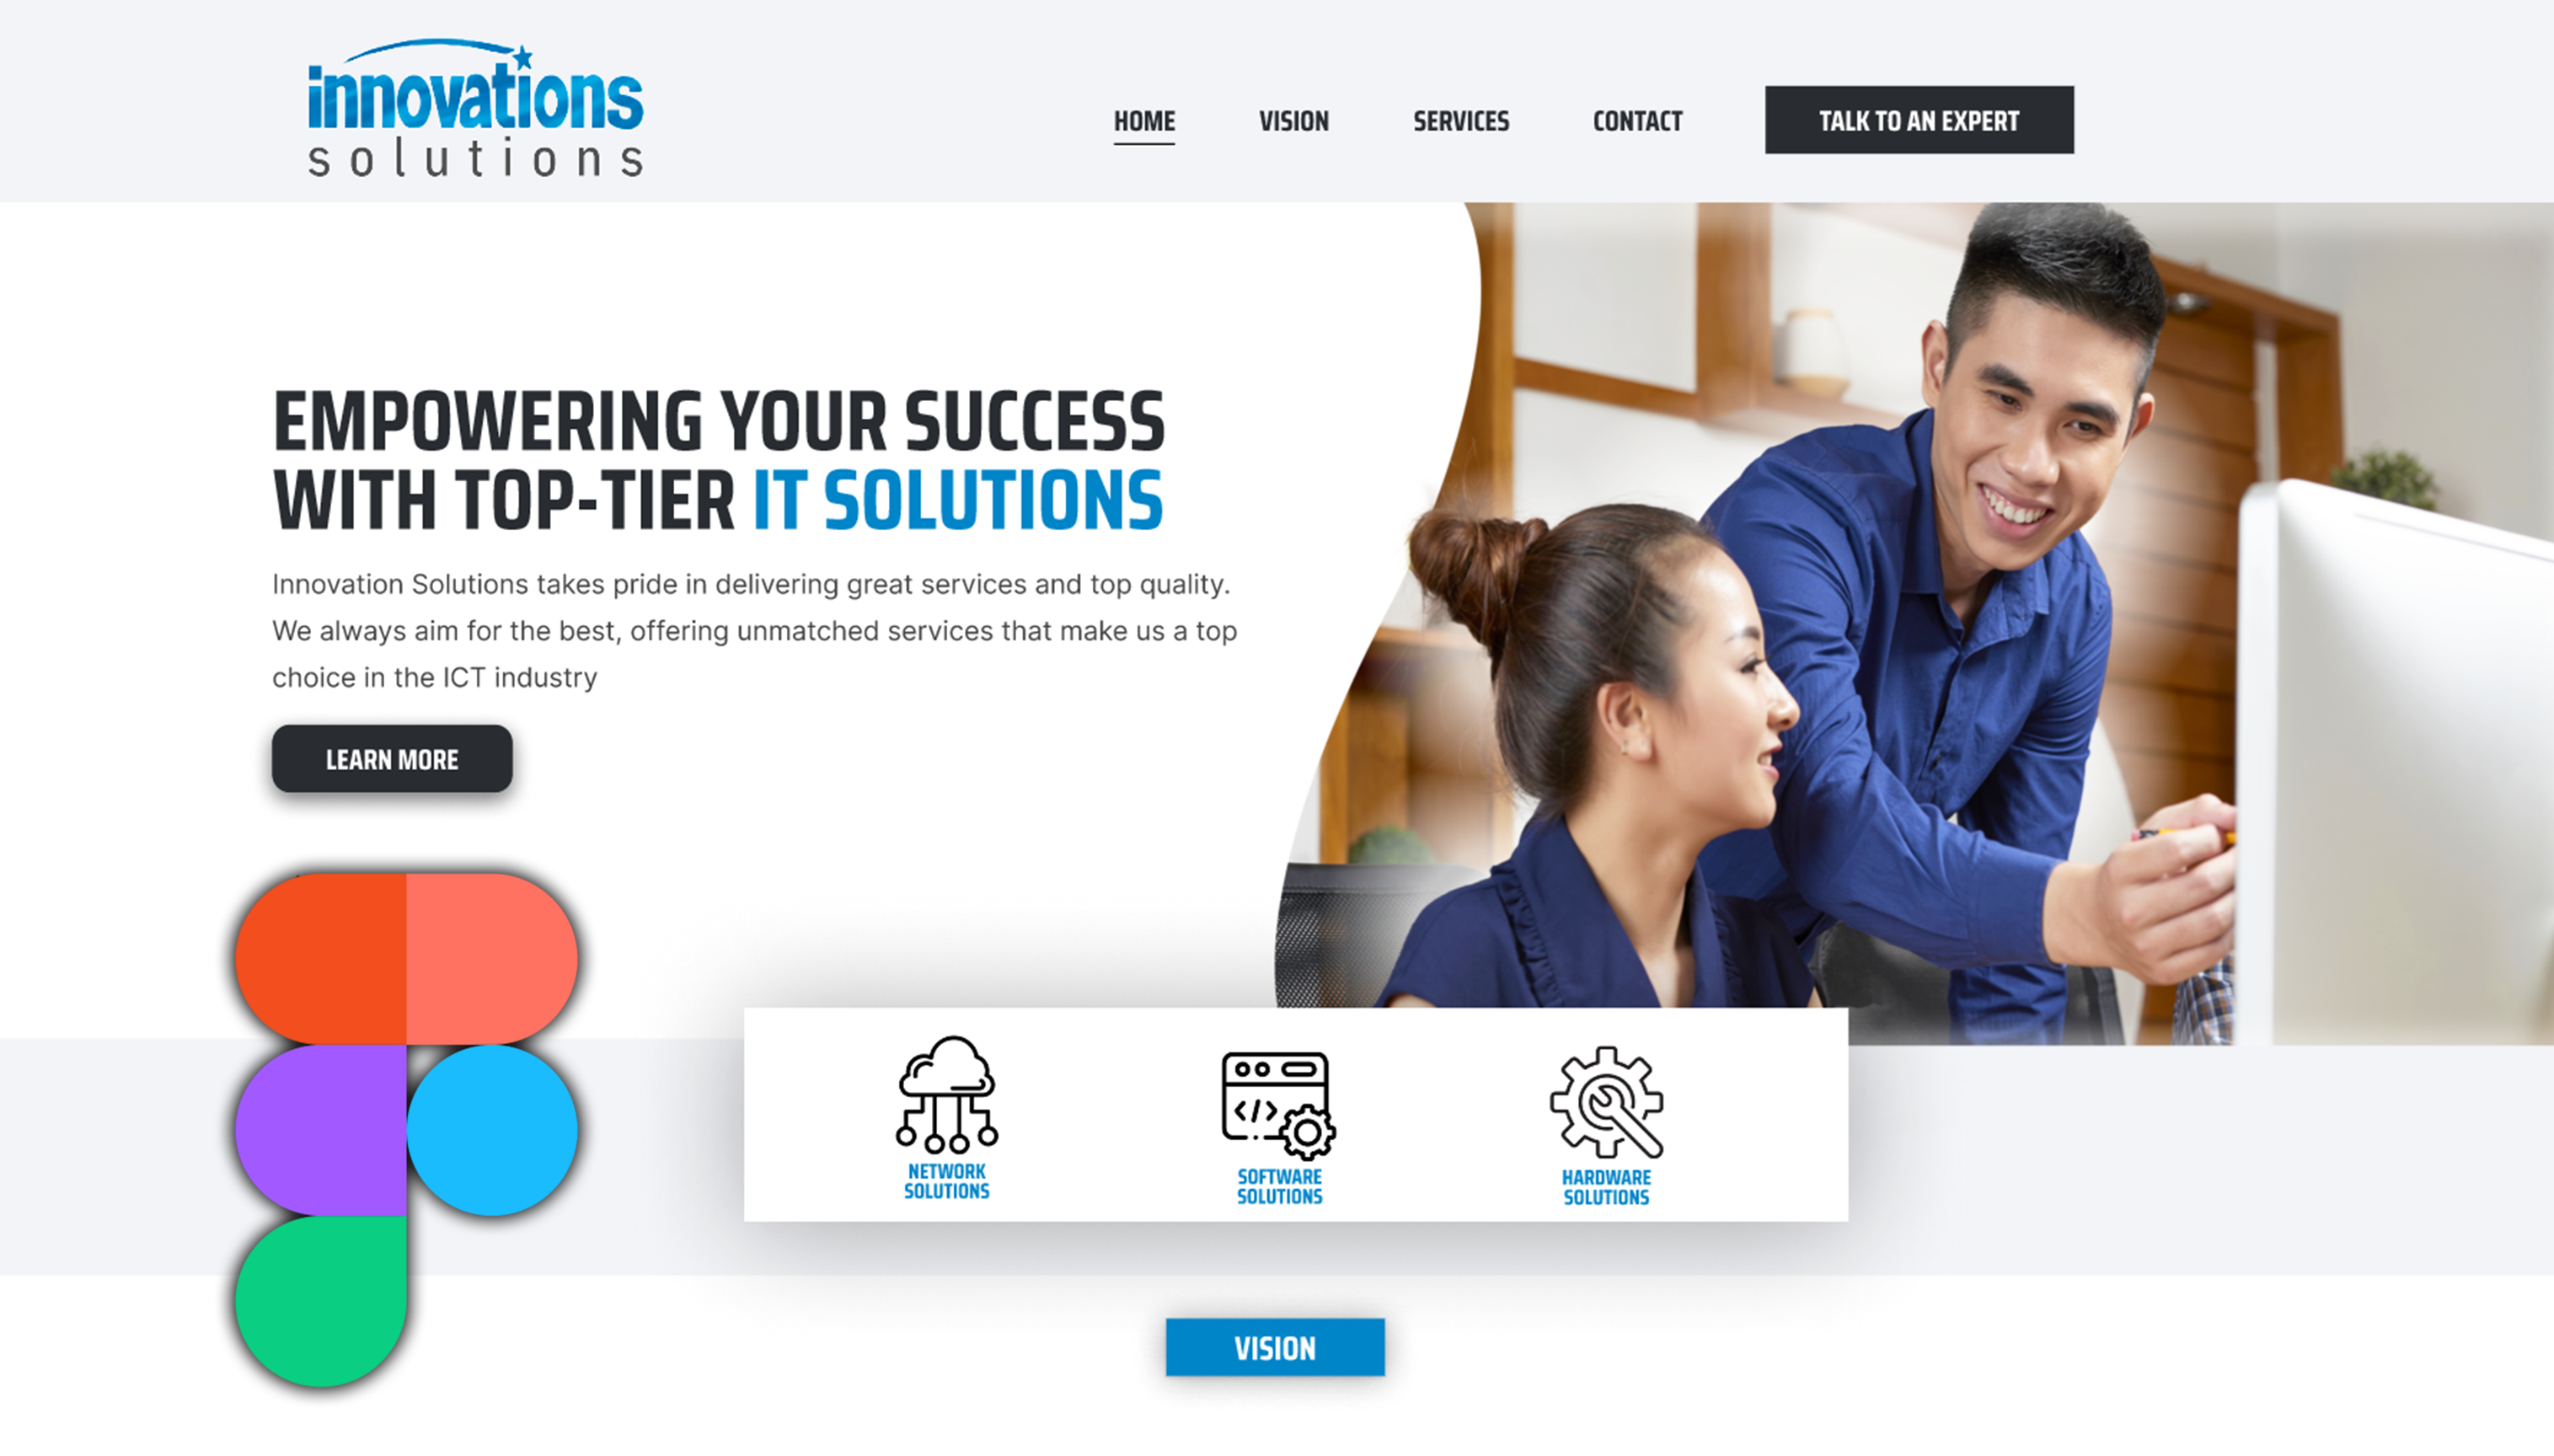 innovations
solutions
HOME
VISION
SERVICES
CONTACT
TALK TO AN EXPERT
EMPOWERING YOUR SUCCESS
WITH TOP-TIER IT SOLUTIONS
Innovation Solutions takes pride in delivering great services and top quality.
We always aim for the best, offering unmatched services that make us a top
choice in the ICT industry
LEARN MORE
NETWORK
SOLUTIONS
SOFTWARE
SOLUTIONS
HARDWARE
SOLUTIONS
VISION